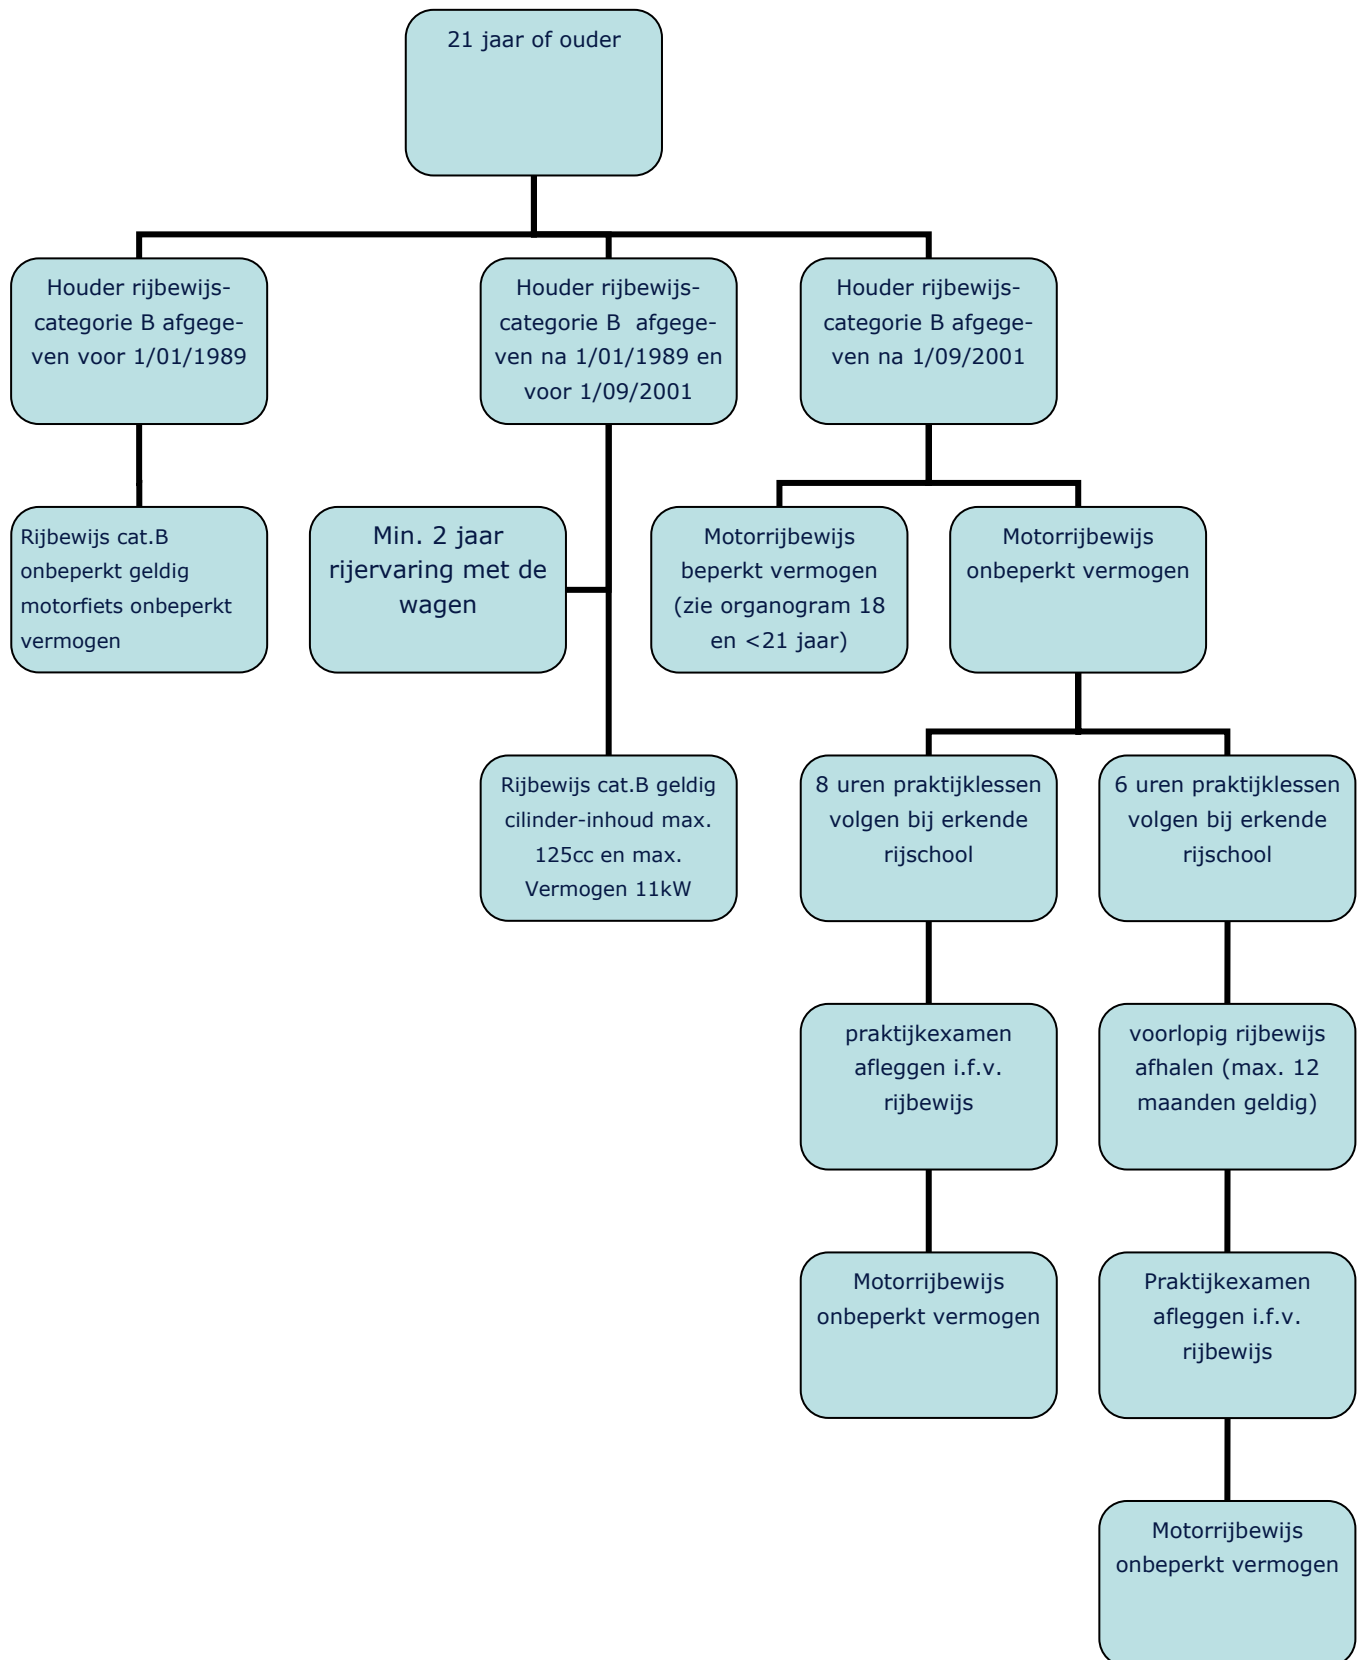 21 jaar of ouder
Houder rijbewijs-
categorie B afgege-
ven voor 1/01/1989
Houder rijbewijs-
categorie B  afgege-
ven na 1/01/1989 en
voor 1/09/2001
Houder rijbewijs-
categorie B afgege-
ven na 1/09/2001
Rijbewijs cat.B
onbeperkt geldig
motorfiets onbeperkt
vermogen
Min. 2 jaar
rijervaring met de
wagen
Motorrijbewijs
beperkt vermogen
(zie organogram 18
en <21 jaar)
Motorrijbewijs
onbeperkt vermogen
Rijbewijs cat.B geldig
cilinder-inhoud max.
125cc en max.
Vermogen 11kW
8 uren praktijklessen
volgen bij erkende
rijschool
6 uren praktijklessen
volgen bij erkende
rijschool
praktijkexamen
afleggen i.f.v.
rijbewijs
voorlopig rijbewijs
afhalen (max. 12
maanden geldig)
Motorrijbewijs
onbeperkt vermogen
Praktijkexamen
afleggen i.f.v.
rijbewijs
Motorrijbewijs
onbeperkt vermogen